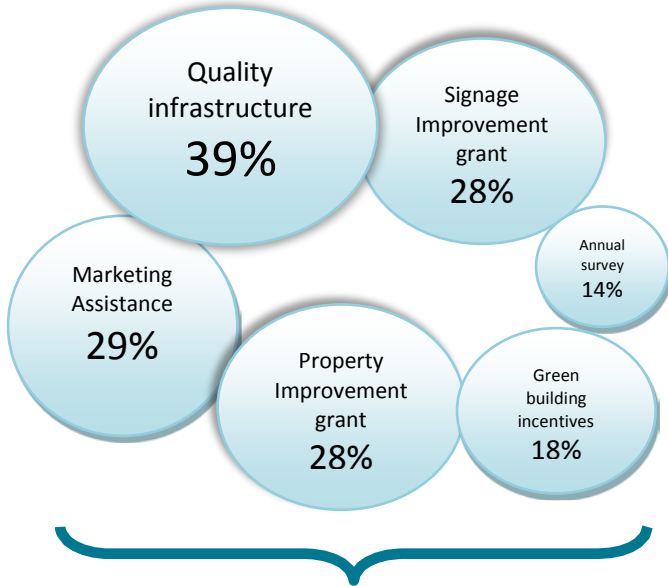 Quality
infrastructure
39%
Signage
Improvement
grant
28%
Annual
survey
14%
Marketing
Assistance
29%
Property
Improvement
grant
28%
Green
building
incentives
18%